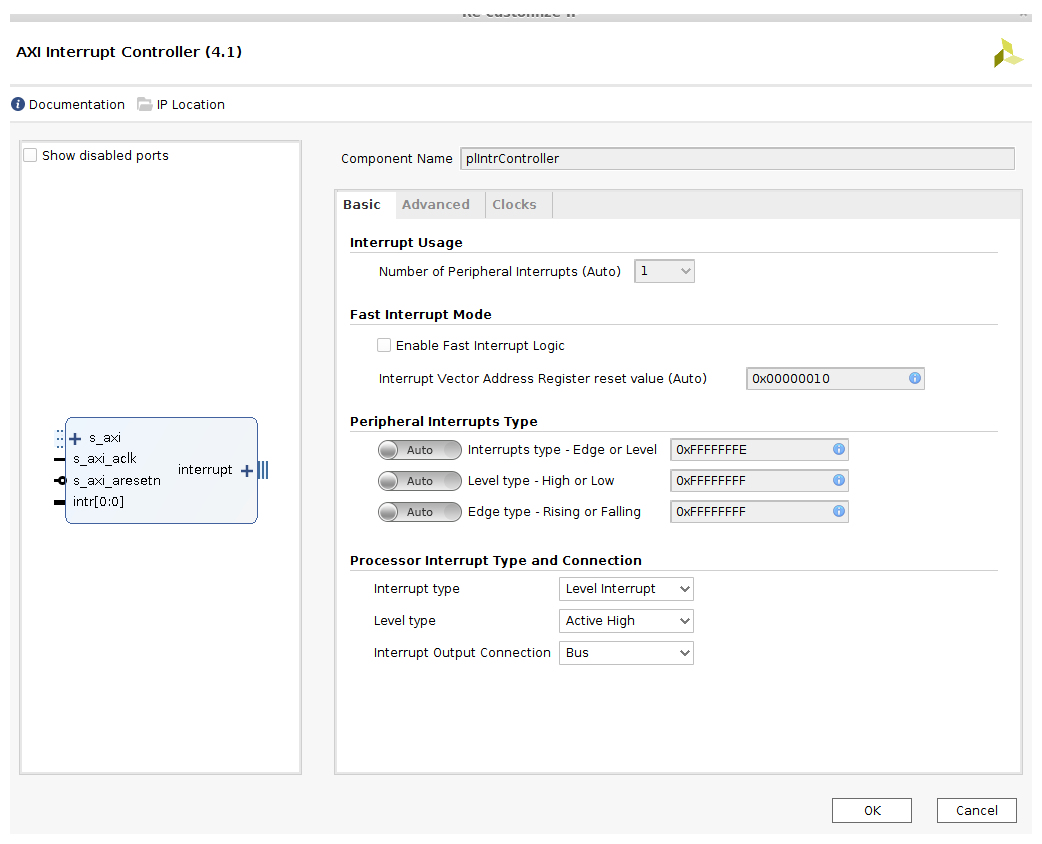 AXI Interrupt Controller (4.1)
Documentation IP Location
Show disabled ports
s_axi
s_axi_aclk
s_axi_aresetn
intr[0:0]
interrupt
Component Name plIntrController
Basic Advanced Clocks
Interrupt Usage
Number of Peripheral Interrupts (Auto) 1
Fast Interrupt Mode
Enable Fast Interrupt Logic
Interrupt Vector Address Register reset value (Auto) 0x00000010
Peripheral Interrupts Type
Auto Interrupts type - Edge or Level 0xFFFFFFFE
Auto Level type - High or Low 0xFFFFFFFF
Auto Edge type - Rising or Falling 0xFFFFFFFF
Processor Interrupt Type and Connection
Interrupt type Level Interrupt
Level type Active High
Interrupt Output Connection Bus
OK Cancel